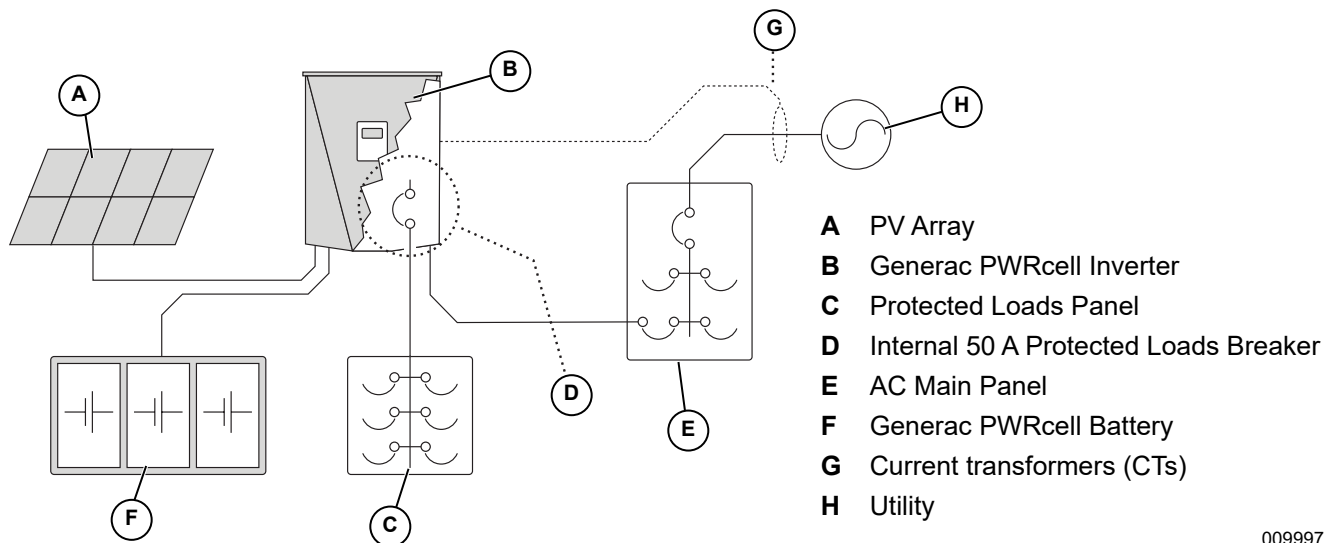 G
B
A
H
A PV Array
B Generac PWRcell Inverter
C Protected Loads Panel
D Internal 50 A Protected Loads Breaker
E AC Main Panel
F Generac PWRcell Battery
G Current transformers (CTs)
H Utility
D
E
F
C
009997